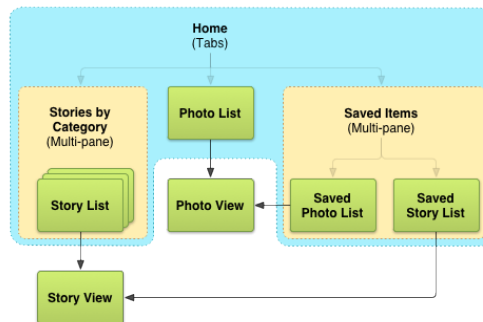 Home
(Tabs)
Stories by
Category
(Multi-pane)
Photo List
Saved Items
(Multi-pane)
Story List
Photo View
Saved
Photo List
Saved
Story List
Story View